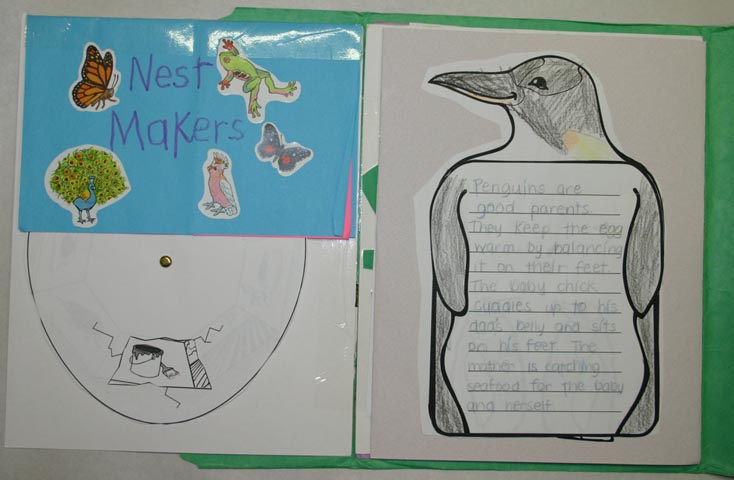 Penguins are
good parents
They keep the egg
warm by balancing
it on their feet
The baby chick
cuddles up to his
dad's belly and sits
on his feet The
mother is catching
seafood for the baby
and herself
Nest
Makers